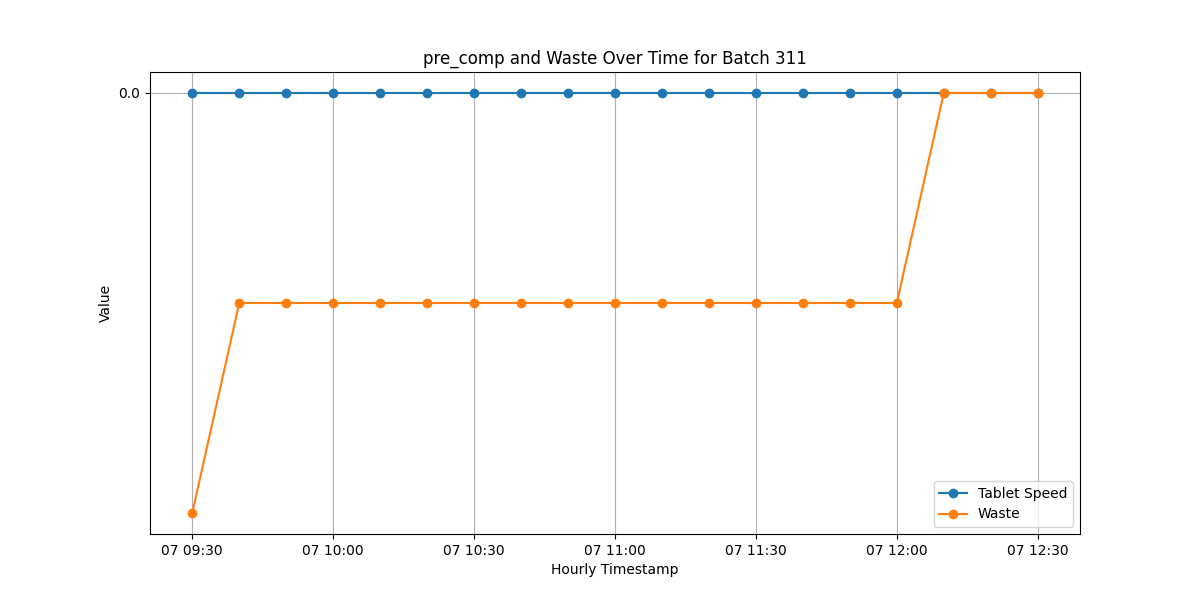 pre_comp and Waste Over Time for Batch 311
0.0
Value
Tablet Speed
Waste
07 09:30 07 10:00 07 10:30 07 11:00 07 11:30 07 12:00 07 12:30
Hourly Timestamp